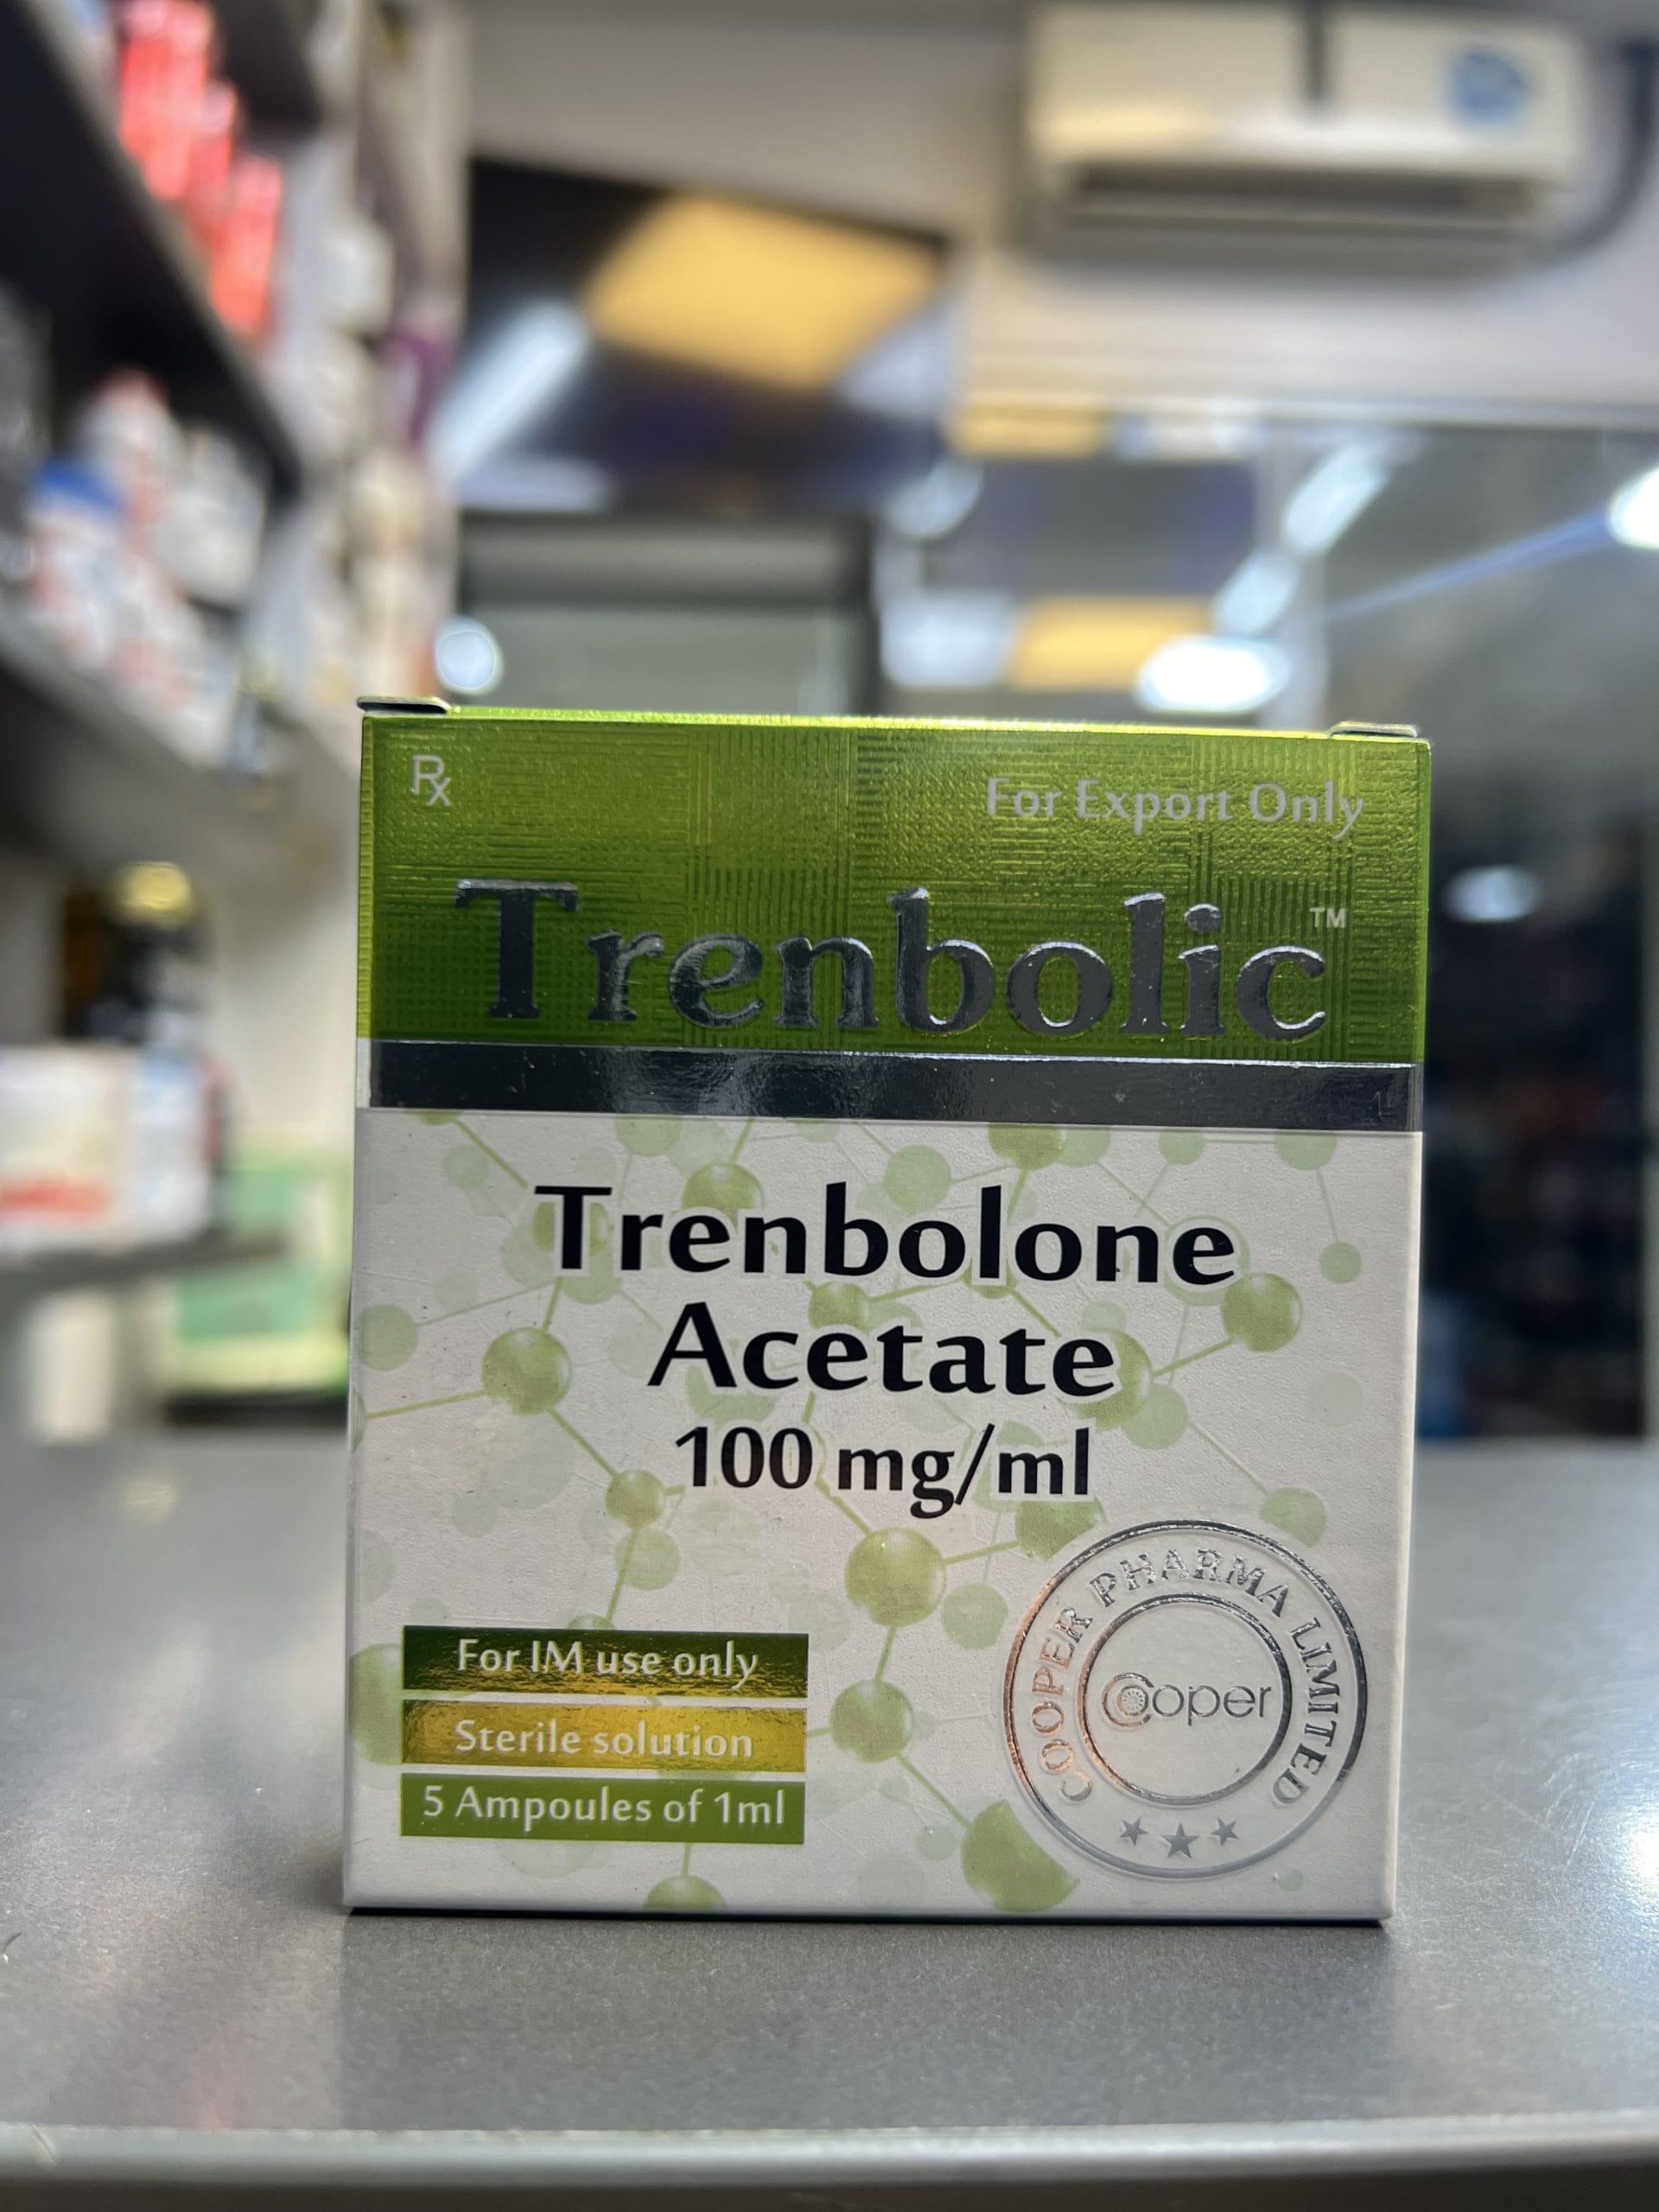 Rx
For Export Only
Trenbolic™
Trenbolone
Acetate
100 mg/ml
For IM use only
Sterile solution
5 Ampoules of 1ml
COOPER PHARMA LIMITED
Cooper